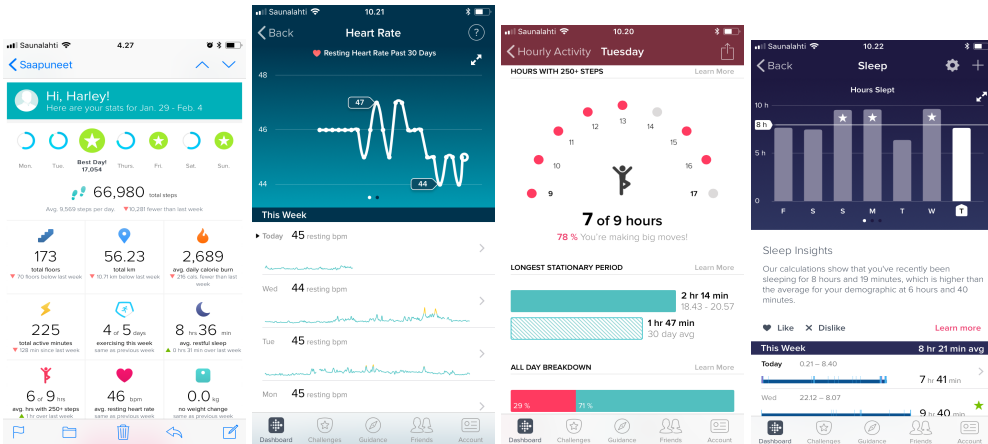 Saunalahti 4.27
Saapuneet
Hi, Harley!
Here are your stats for Jan. 29 - Feb. 4
Mon. Tue. Best Day! Thurs. Fri. Sat. Sun.
17,054
66,980 total steps
Avg. 9,569 steps per day 10,281 fewer than last week
173 56.23 2,689
total floors total km avg. daily calorie burn
70 floors below last week 10.71 km below last week 216 cals. fewer than last week
225 4 of 5 days 8 hrs 36 min
total active minutes exercising this week avg. restful sleep
128 min since last week same as previous week 0 hrs 31 min over last week
6 of 9 hrs 46 bpm 0.0 kg
avg. hrs with 250+ steps avg. resting heart rate no weight change
1 hr over last week same as previous week same as previous week
Saunalahti 10.21
Back Heart Rate ?
Resting Heart Rate Past 30 Days
48
47
46
44
44
This Week
Today 45 resting bpm
Wed 44 resting bpm
Tue 45 resting bpm
Mon 45 resting bpm
Dashboard Challenges Guidance Friends Account
Saunalahti 10.20
Hourly Activity Tuesday
HOURS WITH 250+ STEPS Learn More
9 10 11 12 13 14 15 16 17
7 of 9 hours
78 % You're making big moves!
LONGEST STATIONARY PERIOD Learn More
2 hr 14 min
18.43 - 20.57
1 hr 47 min
30 day avg
ALL DAY BREAKDOWN Learn More
29 % 71 %
Dashboard Challenges Guidance Friends Account
Saunalahti 10.22
Back Sleep
Hours Slept
10 h
8 h
5 h
0 h
F S S M T W T
Sleep Insights
Our calculations show that you've recently been
sleeping for 8 hours and 19 minutes, which is higher than
the average for your demographic at 6 hours and 40
minutes.
Like Dislike Learn more
This Week 8 hr 21 min avg
Today 0.21 – 8.40
7 hr 41 min
Wed 22.12 - 8.07
9 hr 40 min
Dashboard Challenges Guidance Friends Account